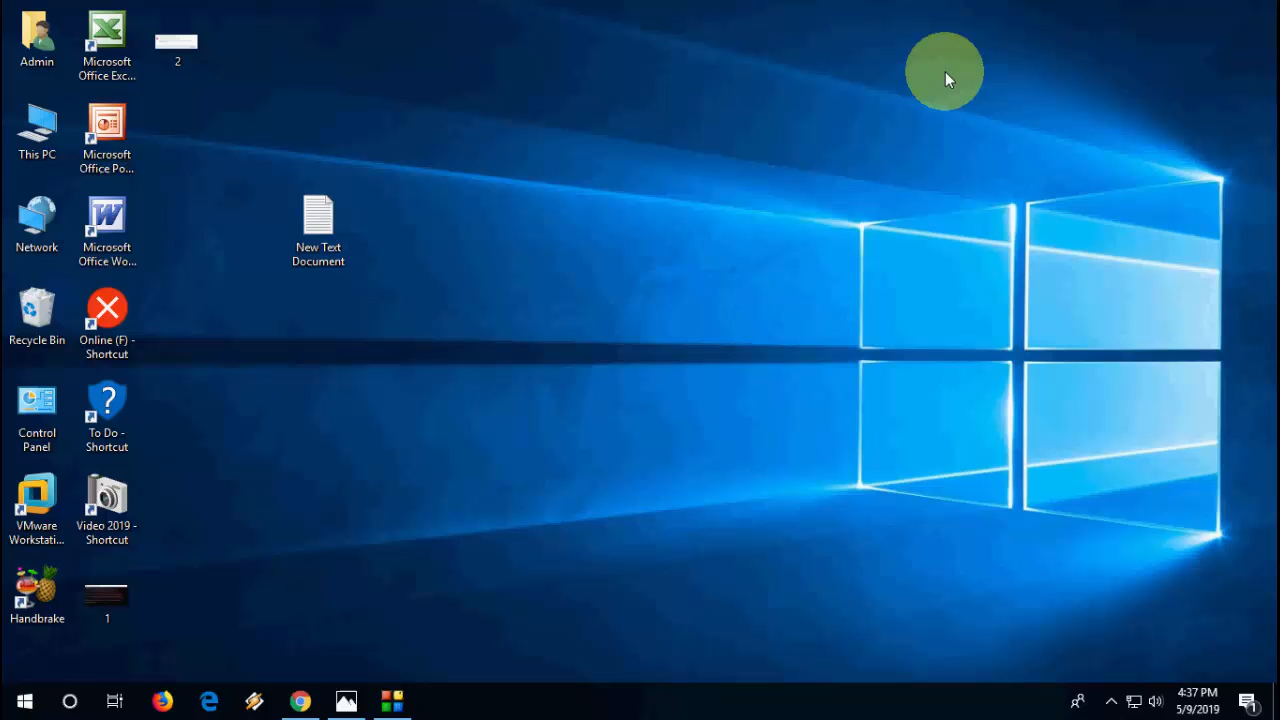 Admin
Microsoft
Office Exc...
2
This PC
Microsoft
Office Po...
Network
Microsoft
Office Wo...
New Text
Document
Recycle Bin
Online (F) -
Shortcut
Control
Panel
To Do -
Shortcut
VMware
Workstati...
Video 2019 -
Shortcut
Handbrake
1
4:37 PM
5/9/2019
1